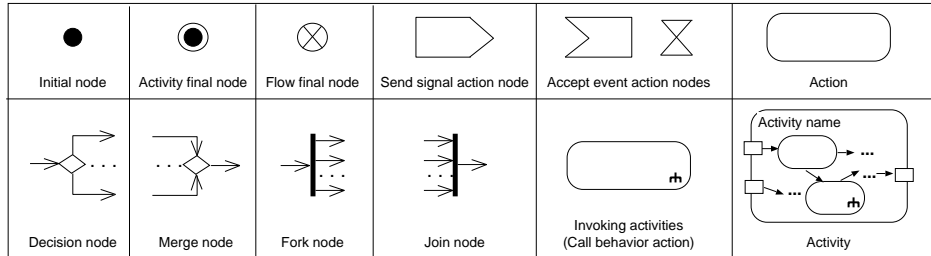 Initial node
Activity final node
Flow final node
Send signal action node
Accept event action nodes
Action
Decision node
Merge node
Fork node
Join node
Invoking activities
(Call behavior action)
Activity name
Activity